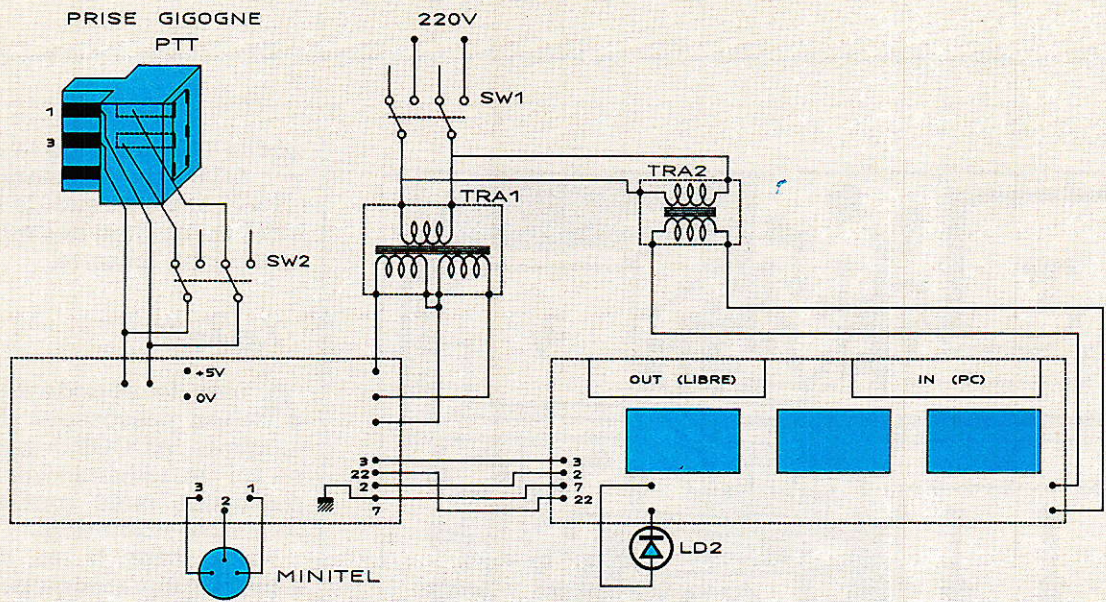 PRISE GIGOGNE
PTT
220V
1
3
SW1
TRA2
TRA1
SW2
+5V
0V
OUT (LIBRE)
IN (PC)
3
22
2
7
3
2
7
22
3
2
1
LD2
MINITEL